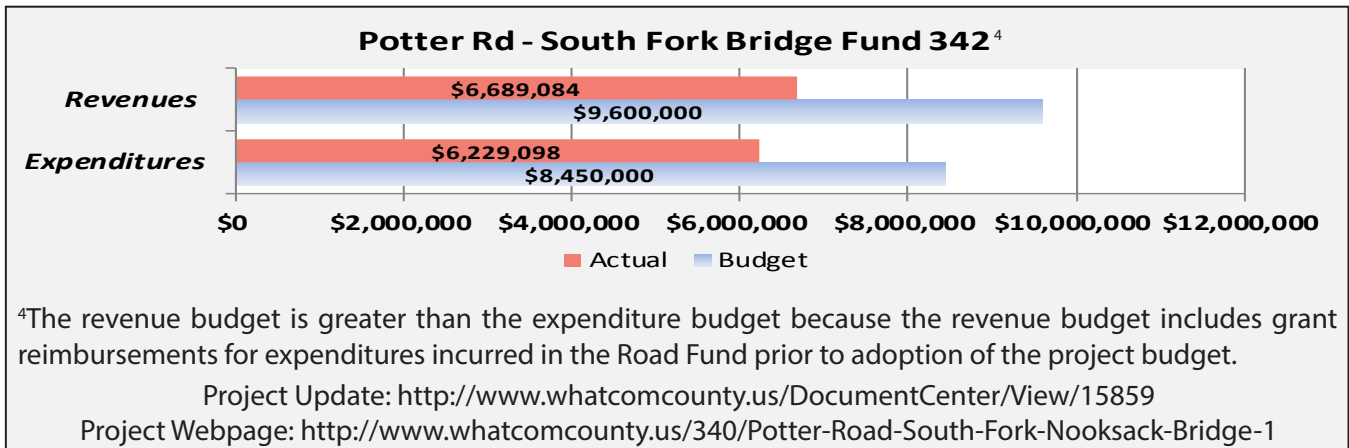 Potter Rd - South Fork Bridge Fund 342 4
Revenues
$6,689,084
$9,600,000
Expenditures
$6,229,098
$8,450,000
$0 $2,000,000 $4,000,000 $6,000,000 $8,000,000 $10,000,000 $12,000,000
Actual Budget
4The revenue budget is greater than the expenditure budget because the revenue budget includes grant
reimbursements for expenditures incurred in the Road Fund prior to adoption of the project budget.
Project Update: http://www.whatcomcounty.us/DocumentCenter/View/15859
Project Webpage: http://www.whatcomcounty.us/340/Potter-Road-South-Fork-Nooksack-Bridge-1